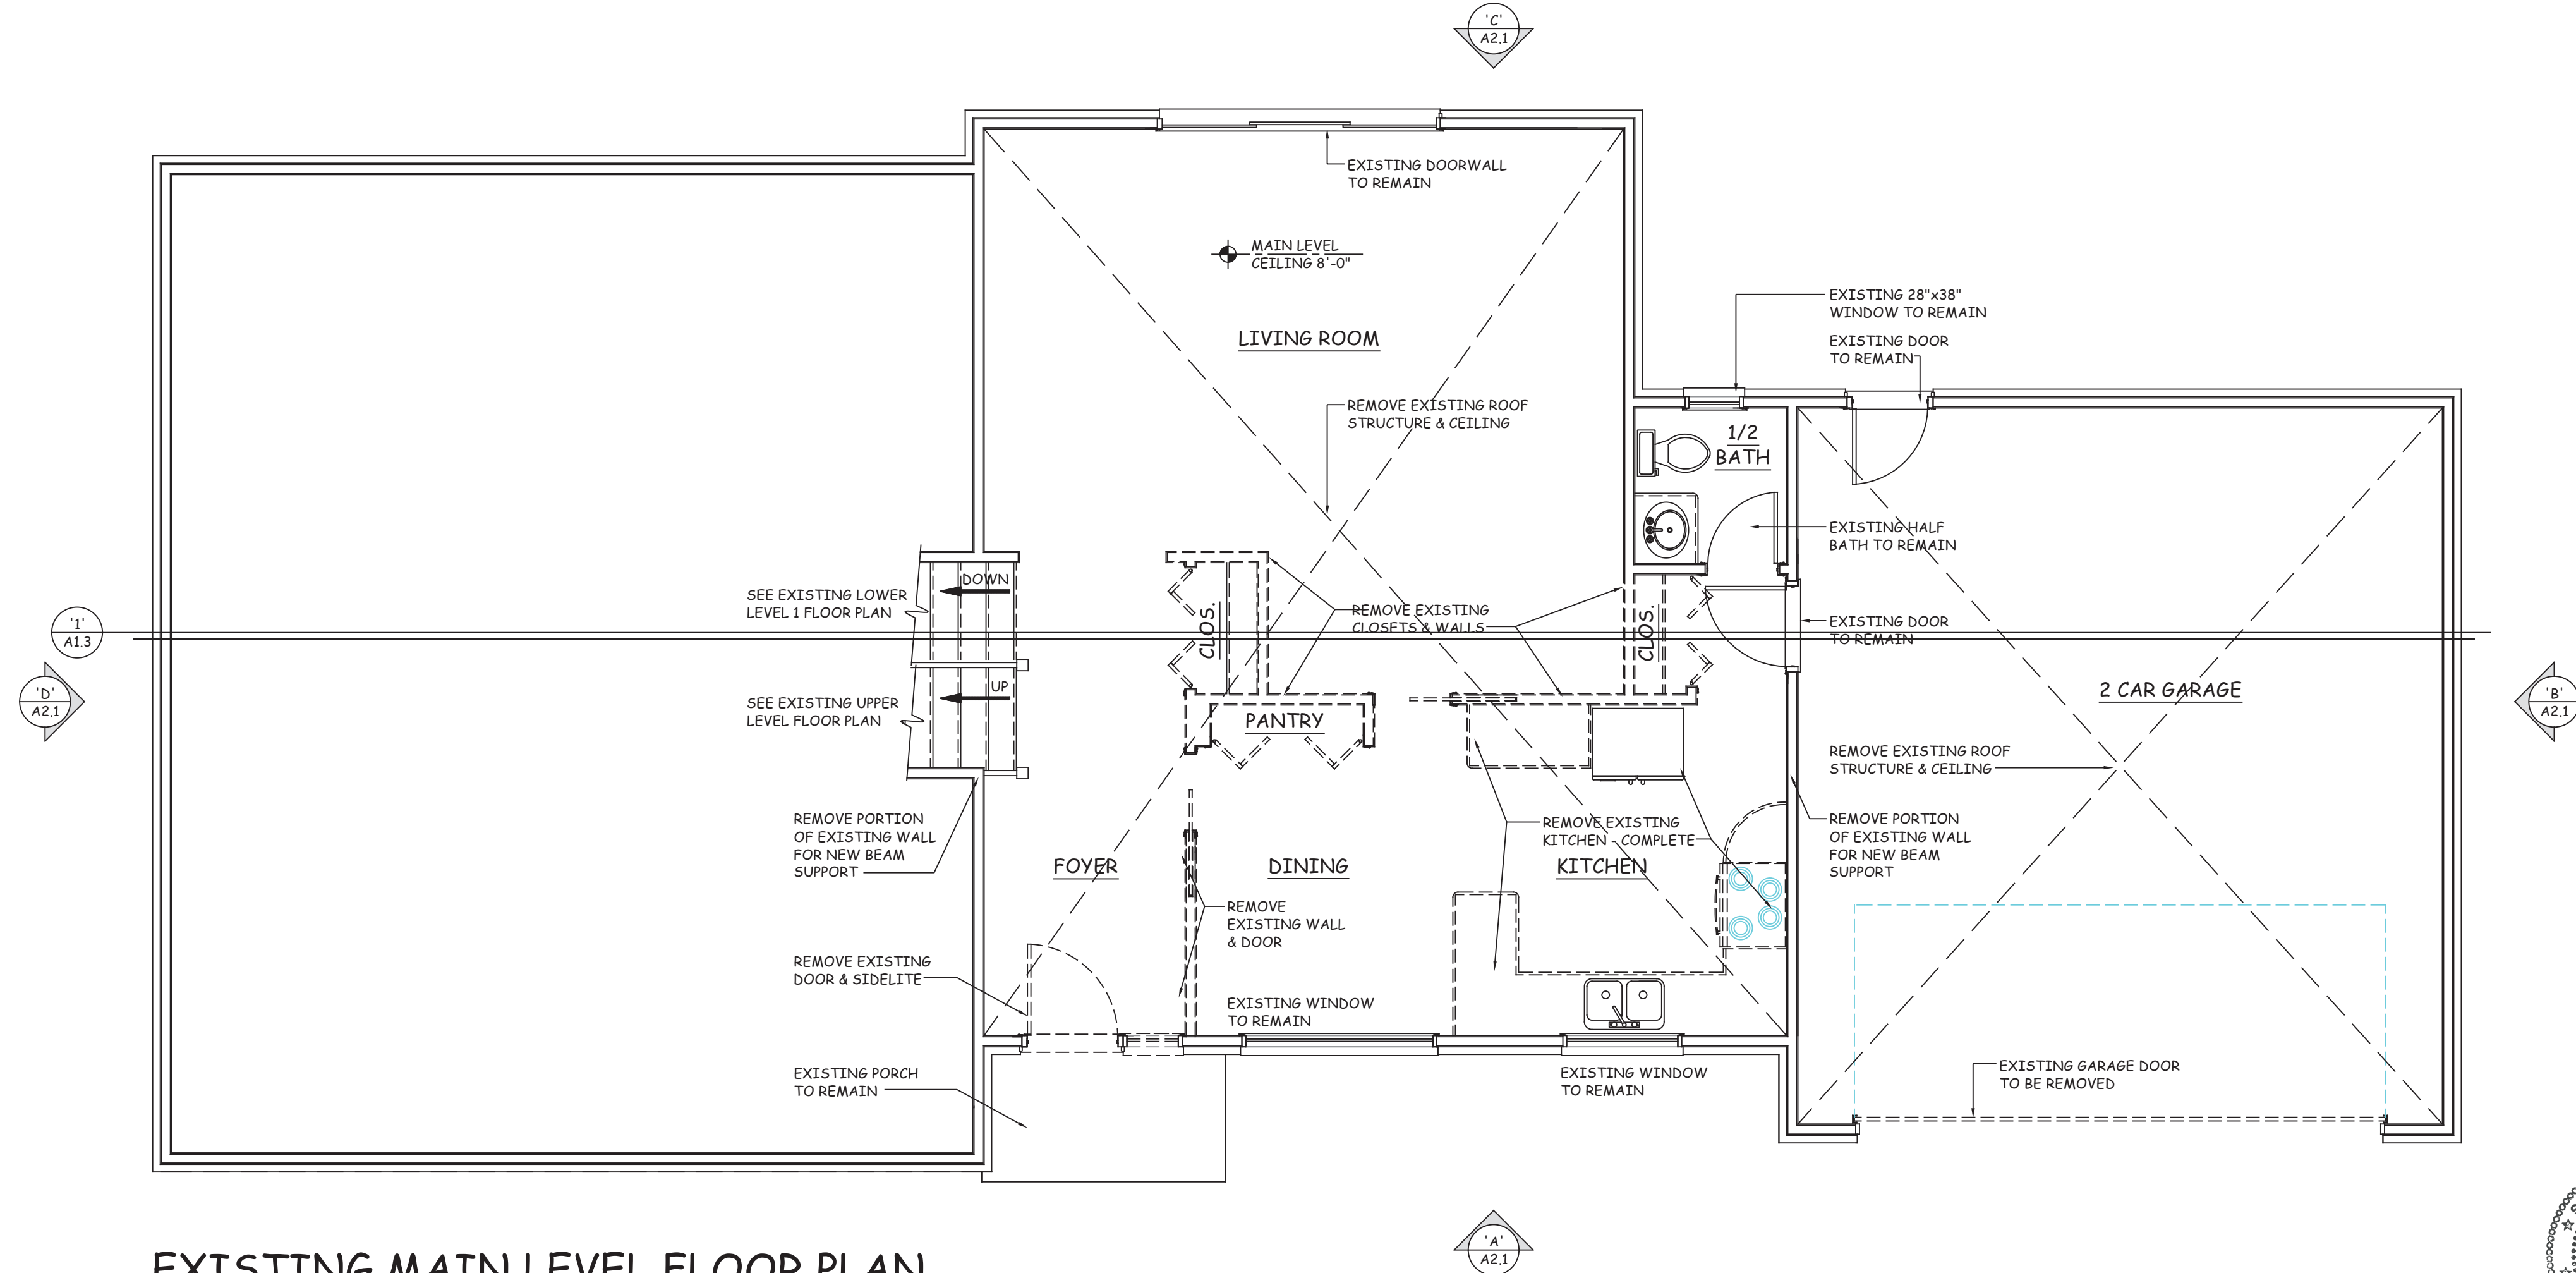 'C'
A2.1
EXISTING DOORWALL
TO REMAIN
MAIN LEVEL
CEILING 8'-0"
LIVING ROOM
EXISTING 28"x38"
WINDOW TO REMAIN
EXISTING DOOR
TO REMAIN
REMOVE EXISTING ROOF
STRUCTURE & CEILING
1/2
BATH
EXISTING HALF
BATH TO REMAIN
DOWN
SEE EXISTING LOWER
LEVEL 1 FLOOR PLAN
CLOS.
REMOVE EXISTING
CLOSETS & WALLS
CLOS.
EXISTING DOOR
TO REMAIN
'1'
A1.3
'D'
A2.1
UP
SEE EXISTING UPPER
LEVEL FLOOR PLAN
PANTRY
2 CAR GARAGE
'B'
A2.1
REMOVE EXISTING ROOF
STRUCTURE & CEILING
REMOVE PORTION
OF EXISTING WALL
FOR NEW BEAM
SUPPORT
REMOVE EXISTING
KITCHEN - COMPLETE
REMOVE PORTION
OF EXISTING WALL
FOR NEW BEAM
SUPPORT
FOYER
DINING
KITCHEN
REMOVE
EXISTING WALL
& DOOR
REMOVE EXISTING
DOOR & SIDELITE
EXISTING WINDOW
TO REMAIN
EXISTING PORCH
TO REMAIN
EXISTING WINDOW
TO REMAIN
EXISTING GARAGE DOOR
TO BE REMOVED
'A'
A2.1
EXISTING MAIN LEVEL FLOOR PLAN